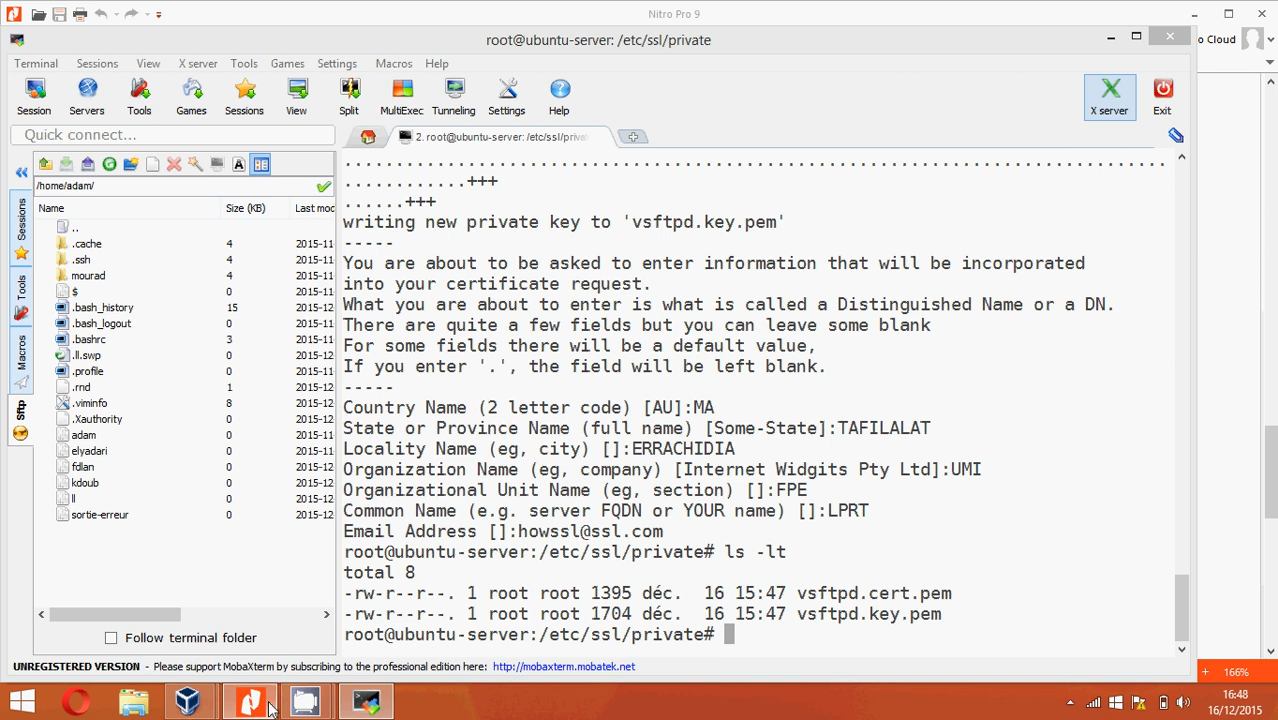 Nitro Pro 9
root@ubuntu-server: /etc/ssl/private
o Cloud
Terminal Sessions View X server Tools Games Settings Macros Help
Session Servers Tools Games Sessions View Split MultiExec Tunneling Settings Help X server Exit
Quick connect...
2. root@ubuntu-server:/etc/ssl/priva
/home/adam/
Name Size (KB) Last mod
..
.cache 4 2015-11
.ssh 4 2015-11
mourad 4 2015-11
$ 0 2015-11
.bash_history 15 2015-12
.bash_logout 0 2015-11
.bashrc 3 2015-12
.ll.swp 0 2015-12
.profile 0 2015-11
.rnd 1 2015-12
.viminfo 8 2015-12
.Xauthority 0 2015-12
adam 0 2015-12
elyadari 0 2015-12
fdlan 0 2015-12
kdoub 0 2015-12
ll 0 2015-12
sortie-erreur 0 2015-12
Follow terminal folder
Sessions
Tools
Macros
Sftp
...............................................................................
............+++
......+++
writing new private key to 'vsftpd.key.pem'
-----
You are about to be asked to enter information that will be incorporated
into your certificate request.
What you are about to enter is what is called a Distinguished Name or a DN.
There are quite a few fields but you can leave some blank
For some fields there will be a default value,
If you enter '.', the field will be left blank.
-----
Country Name (2 letter code) [AU]:MA
State or Province Name (full name) [Some-State]:TAFILALAT
Locality Name (eg, city) []:ERRACHIDIA
Organization Name (eg, company) [Internet Widgits Pty Ltd]:UMI
Organizational Unit Name (eg, section) []:FPE
Common Name (e.g. server FQDN or YOUR name) []:LPRT
Email Address []:howssl@ssl.com
root@ubuntu-server:/etc/ssl/private# ls -lt
total 8
-rw-r--r--. 1 root root 1395 déc. 16 15:47 vsftpd.cert.pem
-rw-r--r--. 1 root root 1704 déc. 16 15:47 vsftpd.key.pem
root@ubuntu-server:/etc/ssl/private#
UNREGISTERED VERSION - Please support MobaXterm by subscribing to the professional edition here: http://mobaxterm.mobatek.net
166%
16:48
16/12/2015